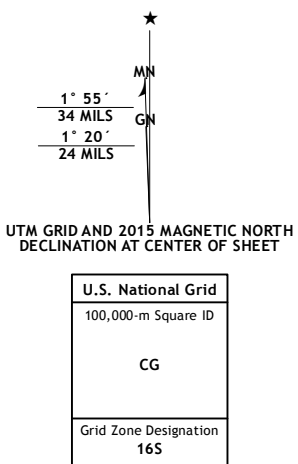 ★
MN
1° 55´
34 MILS
GN
1° 20´
24 MILS
UTM GRID AND 2015 MAGNETIC NORTH
DECLINATION AT CENTER OF SHEET
U.S. National Grid
100,000-m Square ID
CG
Grid Zone Designation
16S